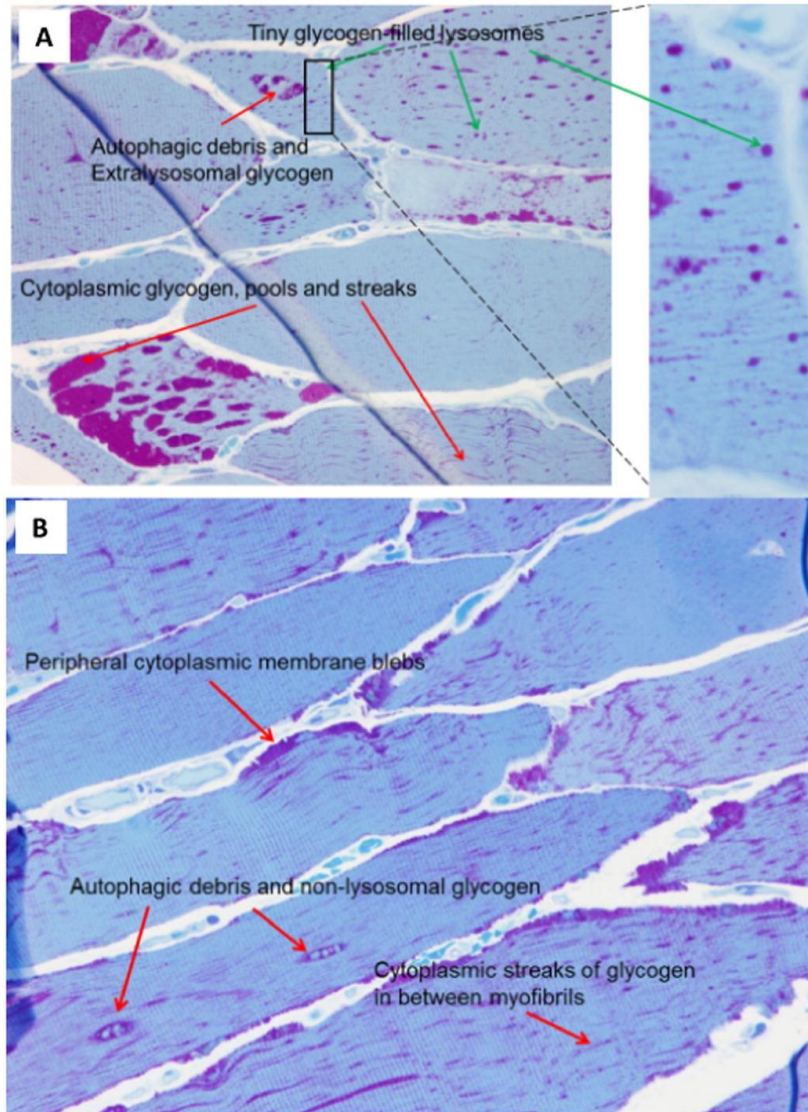 A
Tiny glycogen-filled lysosomes
Autophagic debris and
Extralysosomal glycogen
Cytoplasmic glycogen, pools and streaks
B
Peripheral cytoplasmic membrane blebs
Autophagic debris and non-lysosomal glycogen
Cytoplasmic streaks of glycogen
in between myofibrils